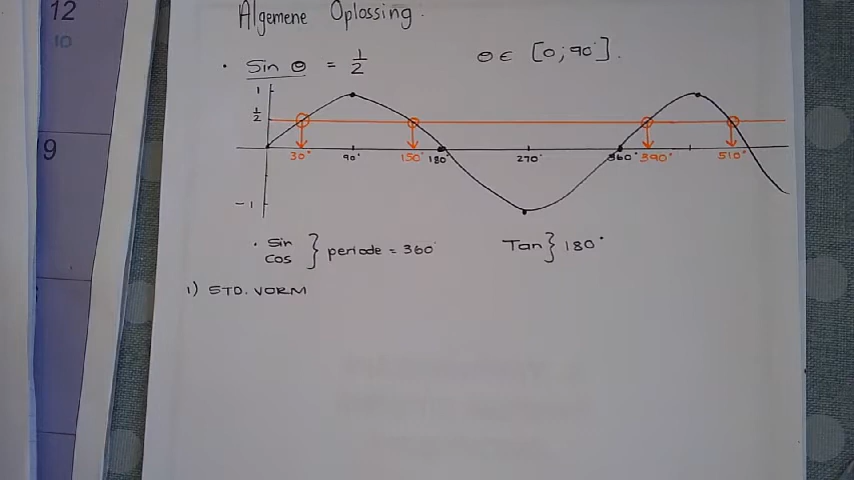 12
10
9
Algemene Oplossing.
· Sin θ = 1/2 θ ∈ [0; 90°].
1
1/2
30° 90° 150° 180° 270° 360° 390° 510°
-1
· Sin
Cos } periode = 360° Tan } 180°
1) STD. VORM